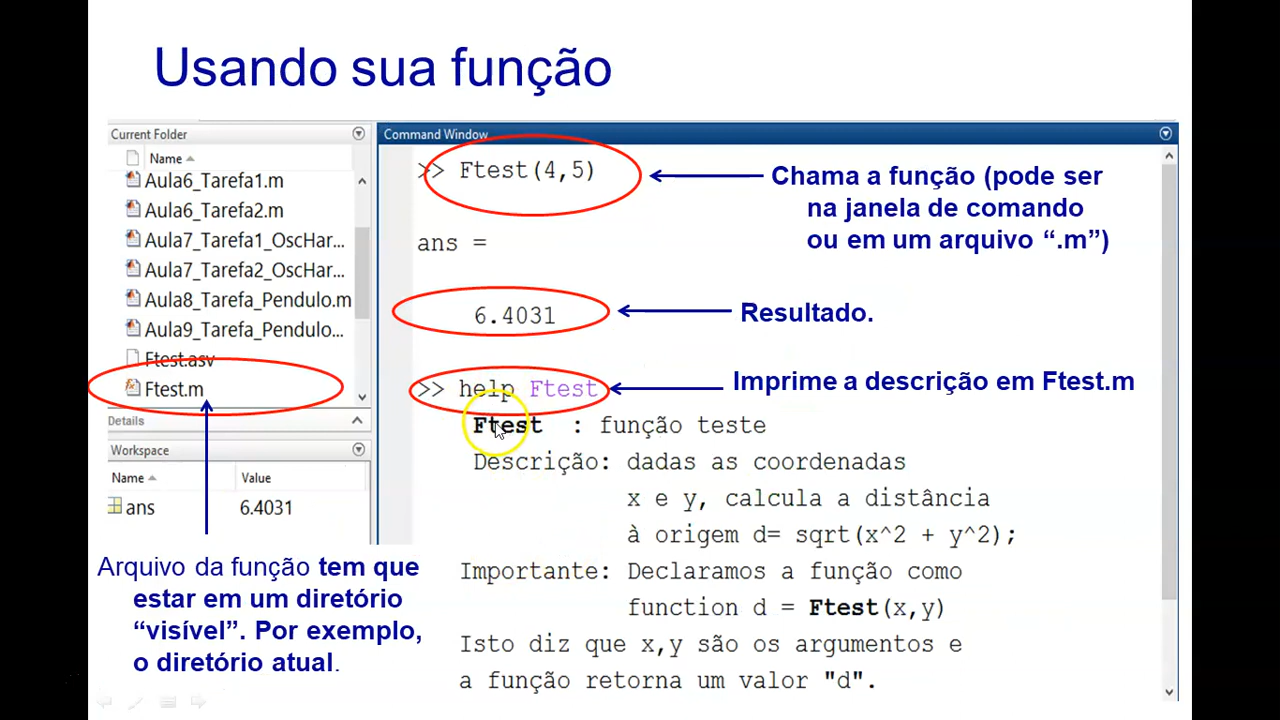 Usando sua função
Current Folder
Name
Aula6_Tarefa1.m
Aula6_Tarefa2.m
Aula7_Tarefa1_OscHar...
Aula7_Tarefa2_OscHar...
Aula8_Tarefa_Pendulo.m
Aula9_Tarefa_Pendulo...
Ftest.asv
Ftest.m
Details
Workspace
Name
Value
ans
6.4031
Arquivo da função tem que
estar em um diretório
“visível”. Por exemplo,
o diretório atual.
Command Window
>> Ftest(4,5)
Chama a função (pode ser
na janela de comando
ou em um arquivo “.m”)
ans =
6.4031
Resultado.
>> help Ftest
Imprime a descrição em Ftest.m
Ftest : função teste
Descrição: dadas as coordenadas
x e y, calcula a distância
à origem d= sqrt(x^2 + y^2);
Importante: Declaramos a função como
function d = Ftest(x,y)
Isto diz que x,y são os argumentos e
a função retorna um valor "d".